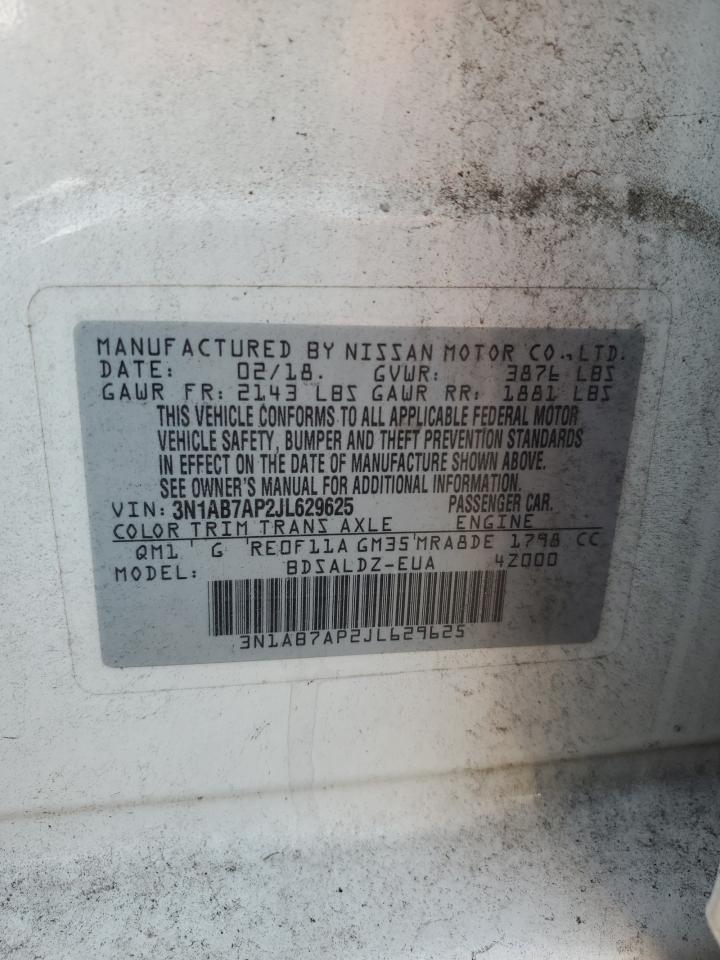 MANUFACTURED BY NISSAN MOTOR CO., LTD.
DATE: 02/18. GVWR: 3876 LBS
GAWR FR: 2143 LBS GAWR RR: 1881 LBS
THIS VEHICLE CONFORMS TO ALL APPLICABLE FEDERAL MOTOR
VEHICLE SAFETY, BUMPER AND THEFT PREVENTION STANDARDS
IN EFFECT ON THE DATE OF MANUFACTURE SHOWN ABOVE.
SEE OWNER'S MANUAL FOR ADDITIONAL INFORMATION.
VIN: 3N1AB7AP2JL629625 PASSENGER CAR.
COLOR TRIM TRANS AXLE ENGINE
QM1 G RE0F11A GM35 MRA8DE 1798 CC
MODEL: BDSALDZ-EUA 4Z000
3N1AB7AP2JL629625